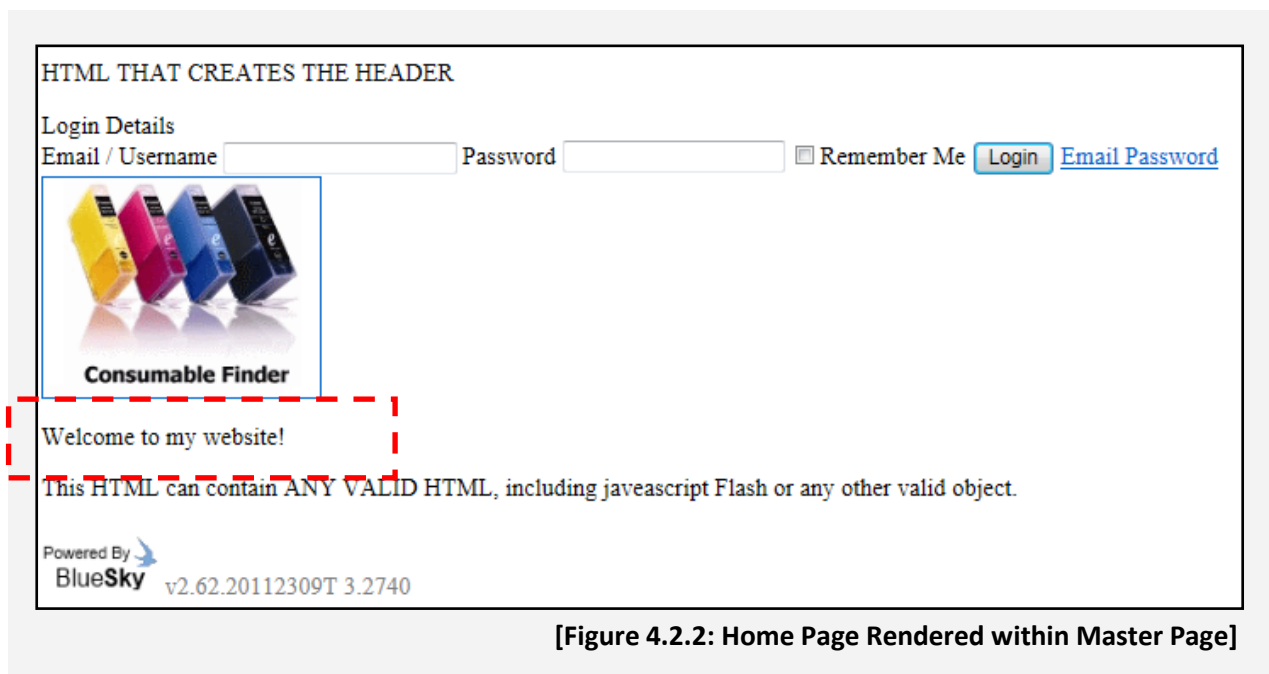 HTML THAT CREATES THE HEADER
Login Details
Email / Username Password Remember Me Login Email Password
e e
Consumable Finder
Welcome to my website!
This HTML can contain ANY VALID HTML, including javeascript Flash or any other valid object.
Powered By
BlueSky v2.62.20112309T 3.2740
[Figure 4.2.2: Home Page Rendered within Master Page]